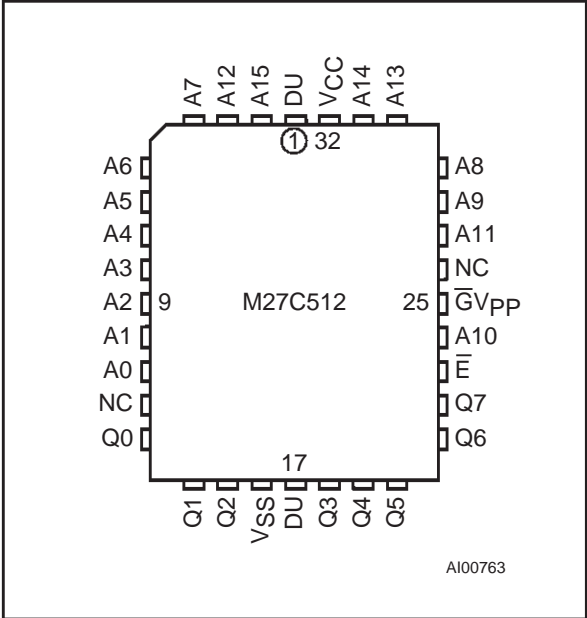 A7 A12 A15 DU VCC A14 A13
1 32
A6 A8
A5 A9
A4 A11
A3 NC
A2 9 M27C512 25 G̅VPP
A1 A10
A0 E̅
NC Q7
Q0 Q6
17
Q1 Q2 VSS DU Q3 Q4 Q5
AI00763